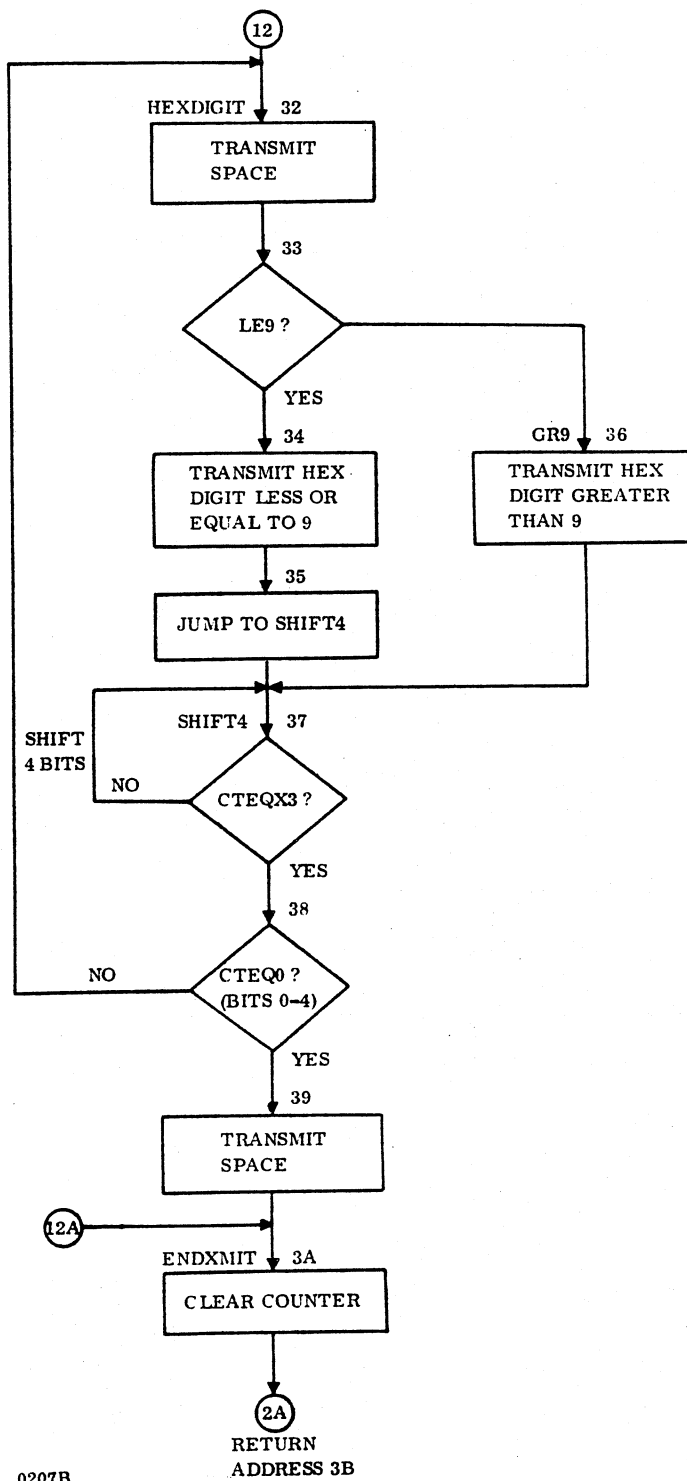 12
HEXDIGIT 32
TRANSMIT
SPACE
33
LE9 ?
YES
34
GR9 36
TRANSMIT HEX
DIGIT LESS OR
EQUAL TO 9
TRANSMIT HEX
DIGIT GREATER
THAN 9
35
JUMP TO SHIFT4
SHIFT4 37
SHIFT
4 BITS
NO
CTEQX3 ?
YES
38
NO
CTEQ0 ?
(BITS 0-4)
YES
39
TRANSMIT
SPACE
12A
ENDXMIT 3A
CLEAR COUNTER
2A
RETURN
ADDRESS 3B
0207B